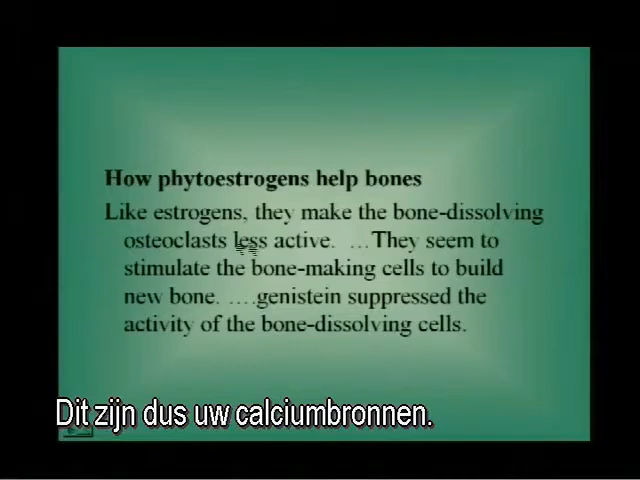 How phytoestrogens help bones
Like estrogens, they make the bone-dissolving
osteoclasts less active. …They seem to
stimulate the bone-making cells to build
new bone. ….genistein suppressed the
activity of the bone-dissolving cells.
Dit zijn dus uw calciumbronnen.